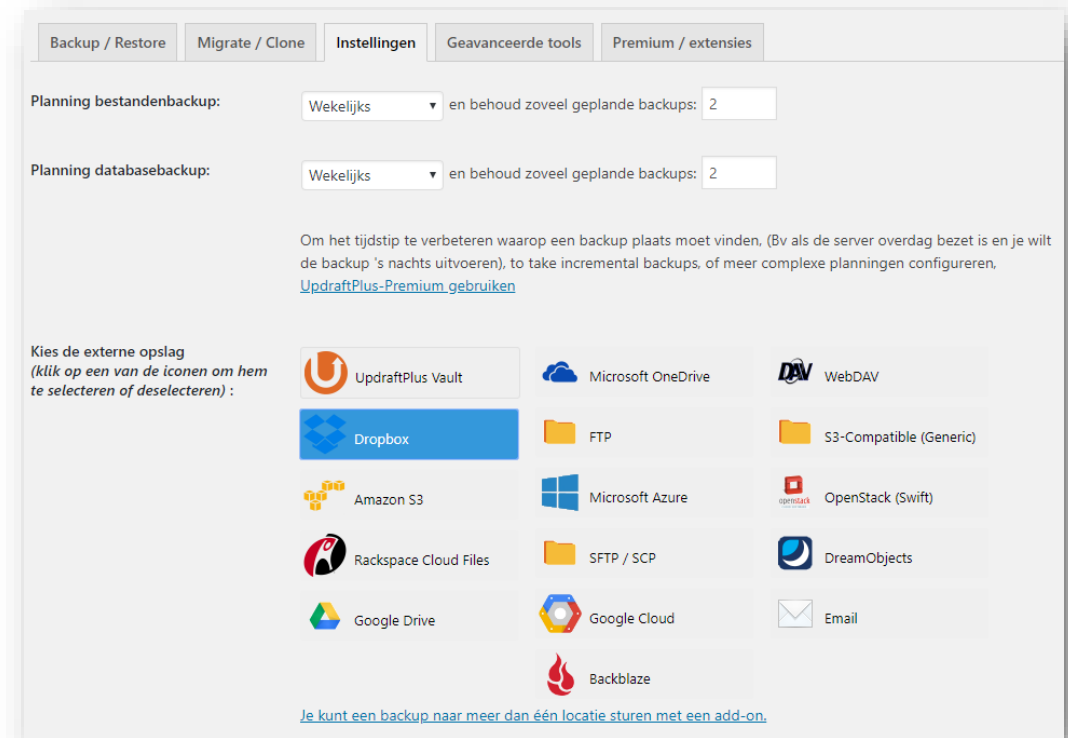 Backup / Restore
Migrate / Clone
Instellingen
Geavanceerde tools
Premium / extensies
Planning bestandenbackup:
Wekelijks
en behoud zoveel geplande backups:
2
Planning databasebackup:
Wekelijks
en behoud zoveel geplande backups:
2
Om het tijdstip te verbeteren waarop een backup plaats moet vinden, (Bv als de server overdag bezet is en je wilt
de backup 's nachts uitvoeren), to take incremental backups, of meer complexe planningen configureren,
UpdraftPlus-Premium gebruiken
Kies de externe opslag
(klik op een van de iconen om hem
te selecteren of deselecteren) :
UpdraftPlus Vault
Microsoft OneDrive
DAV
WebDAV
Dropbox
FTP
S3-Compatible (Generic)
Amazon S3
Microsoft Azure
openstack
OpenStack (Swift)
Rackspace Cloud Files
SFTP / SCP
DreamObjects
Google Drive
Google Cloud
Email
Backblaze
Je kunt een backup naar meer dan één locatie sturen met een add-on.